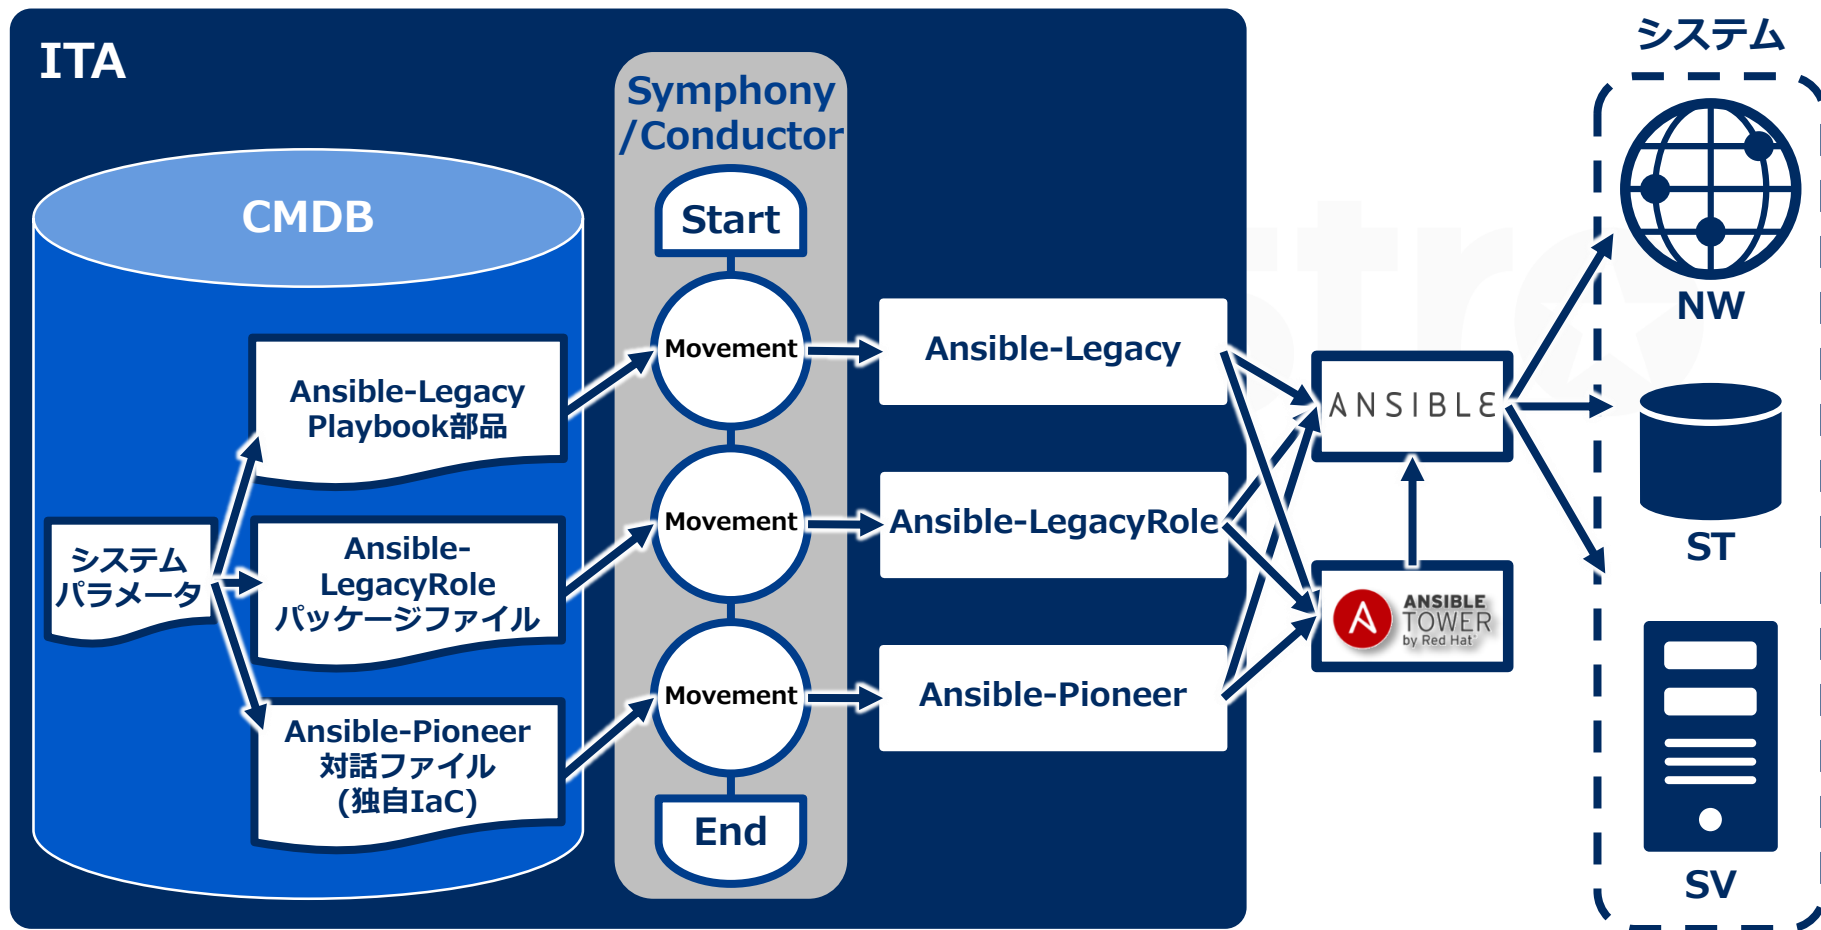 ITA
CMDB
システム
パラメータ
Ansible-Legacy
Playbook部品
Ansible-
LegacyRole
パッケージファイル
Ansible-Pioneer
対話ファイル
(独自IaC)
Symphony
/Conductor
Start
Movement
Movement
Movement
End
Ansible-Legacy
Ansible-LegacyRole
Ansible-Pioneer
ANSIBLE
ANSIBLE
TOWER
by Red Hat
システム
NW
ST
SV